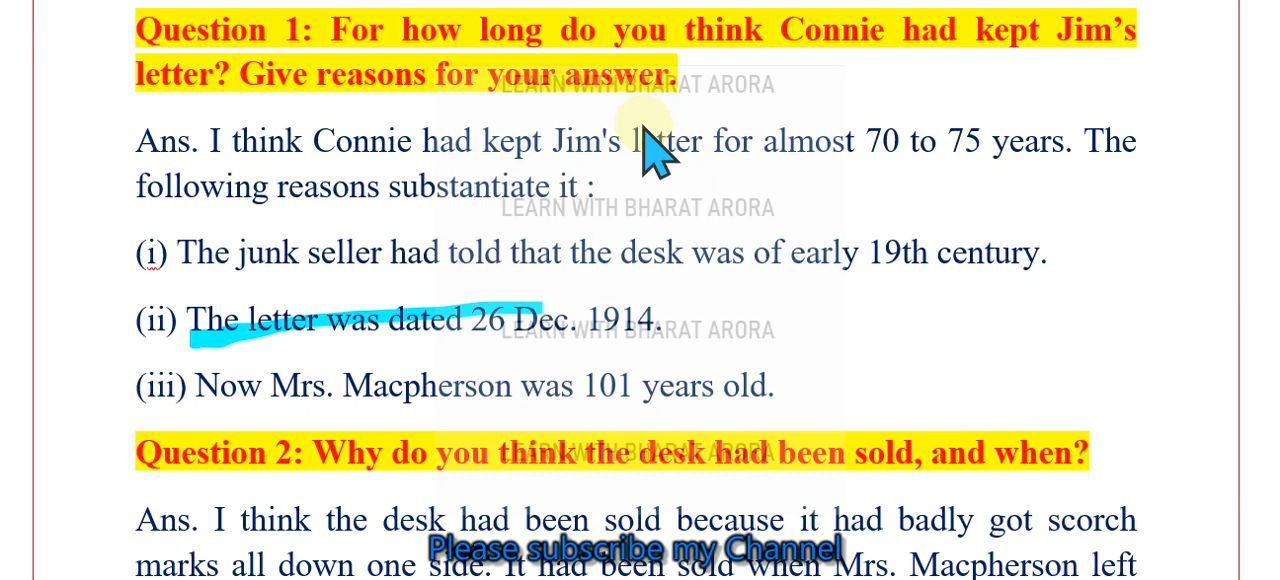 Question 1: For how long do you think Connie had kept Jim's
letter? Give reasons for your answer.
LEARN WITH BHARAT ARORA
Ans. I think Connie had kept Jim's letter for almost 70 to 75 years. The
following reasons substantiate it :
LEARN WITH BHARAT ARORA
(i) The junk seller had told that the desk was of early 19th century.
(ii) The letter was dated 26 Dec. 1914.
LEARN WITH BHARAT ARORA
(iii) Now Mrs. Macpherson was 101 years old.
Question 2: Why do you think the desk had been sold, and when?
LEARN WITH BHARAT ARORA
Ans. I think the desk had been sold because it had badly got scorch
Please subscribe my Channel
marks all down one side. It had been sold when Mrs. Macpherson left